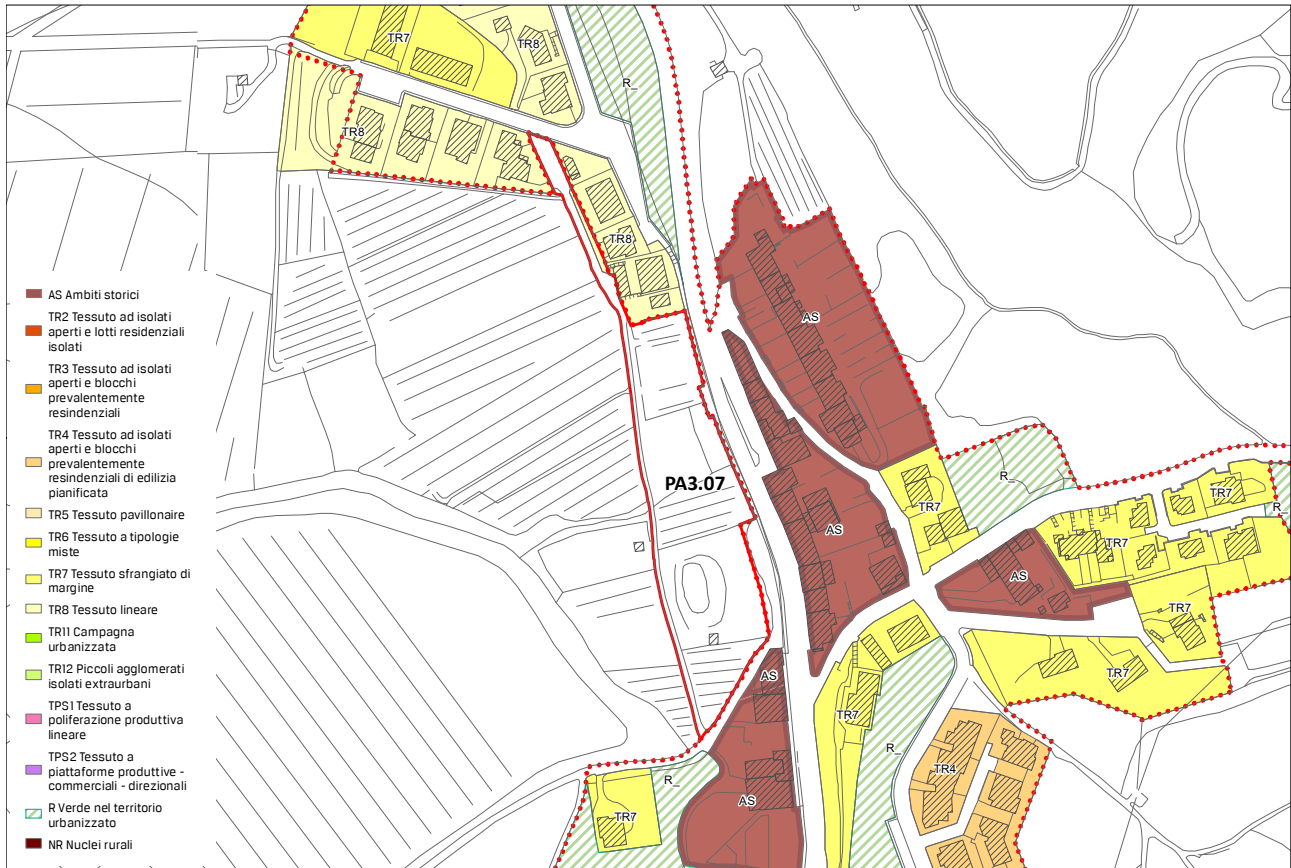 TR7
TR8
R_
TR8
TR8
AS
PA3.07
R_
TR7
R_
TR7
TR7
AS
AS
TR7
AS
TR7
TR7
R_
TR4
R_
AS
TR7
AS Ambiti storici
TR2 Tessuto ad isolati
aperti e lotti residenziali
isolati
TR3 Tessuto ad isolati
aperti e blocchi
prevalentemente
resindenziali
TR4 Tessuto ad isolati
aperti e blocchi
prevalentemente
residenziali di edilizia
pianificata
TR5 Tessuto pavillonaire
TR6 Tessuto a tipologie
miste
TR7 Tessuto sfrangiato di
margine
TR8 Tessuto lineare
TR11 Campagna
urbanizzata
TR12 Piccoli agglomerati
isolati extraurbani
TPS1 Tessuto a
poliferazione produttiva
lineare
TPS2 Tessuto a
piattaforme produttive -
commerciali - direzionali
R Verde nel territorio
urbanizzato
NR Nuclei rurali